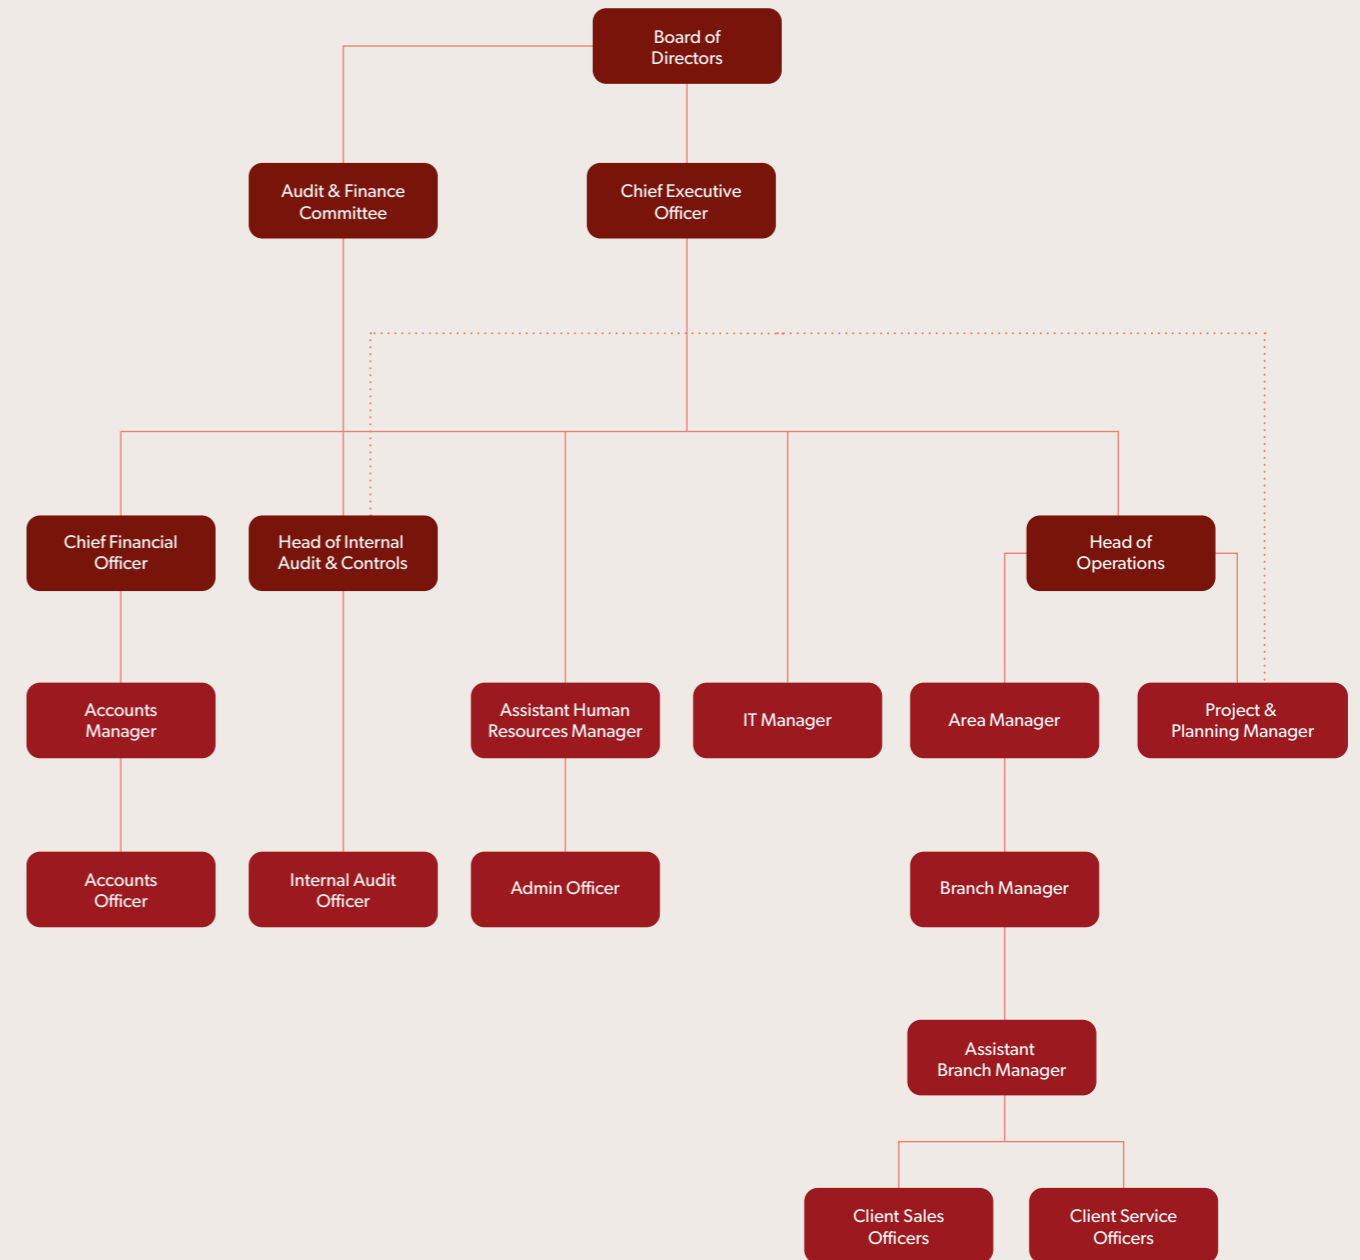 Board of
Directors
Audit & Finance
Committee
Chief Executive
Officer
Chief Financial
Officer
Head of Internal
Audit & Controls
Head of
Operations
Accounts
Manager
Assistant Human
Resources Manager
IT Manager
Area Manager
Project &
Planning Manager
Accounts
Officer
Internal Audit
Officer
Admin Officer
Branch Manager
Assistant
Branch Manager
Client Sales
Officers
Client Service
Officers